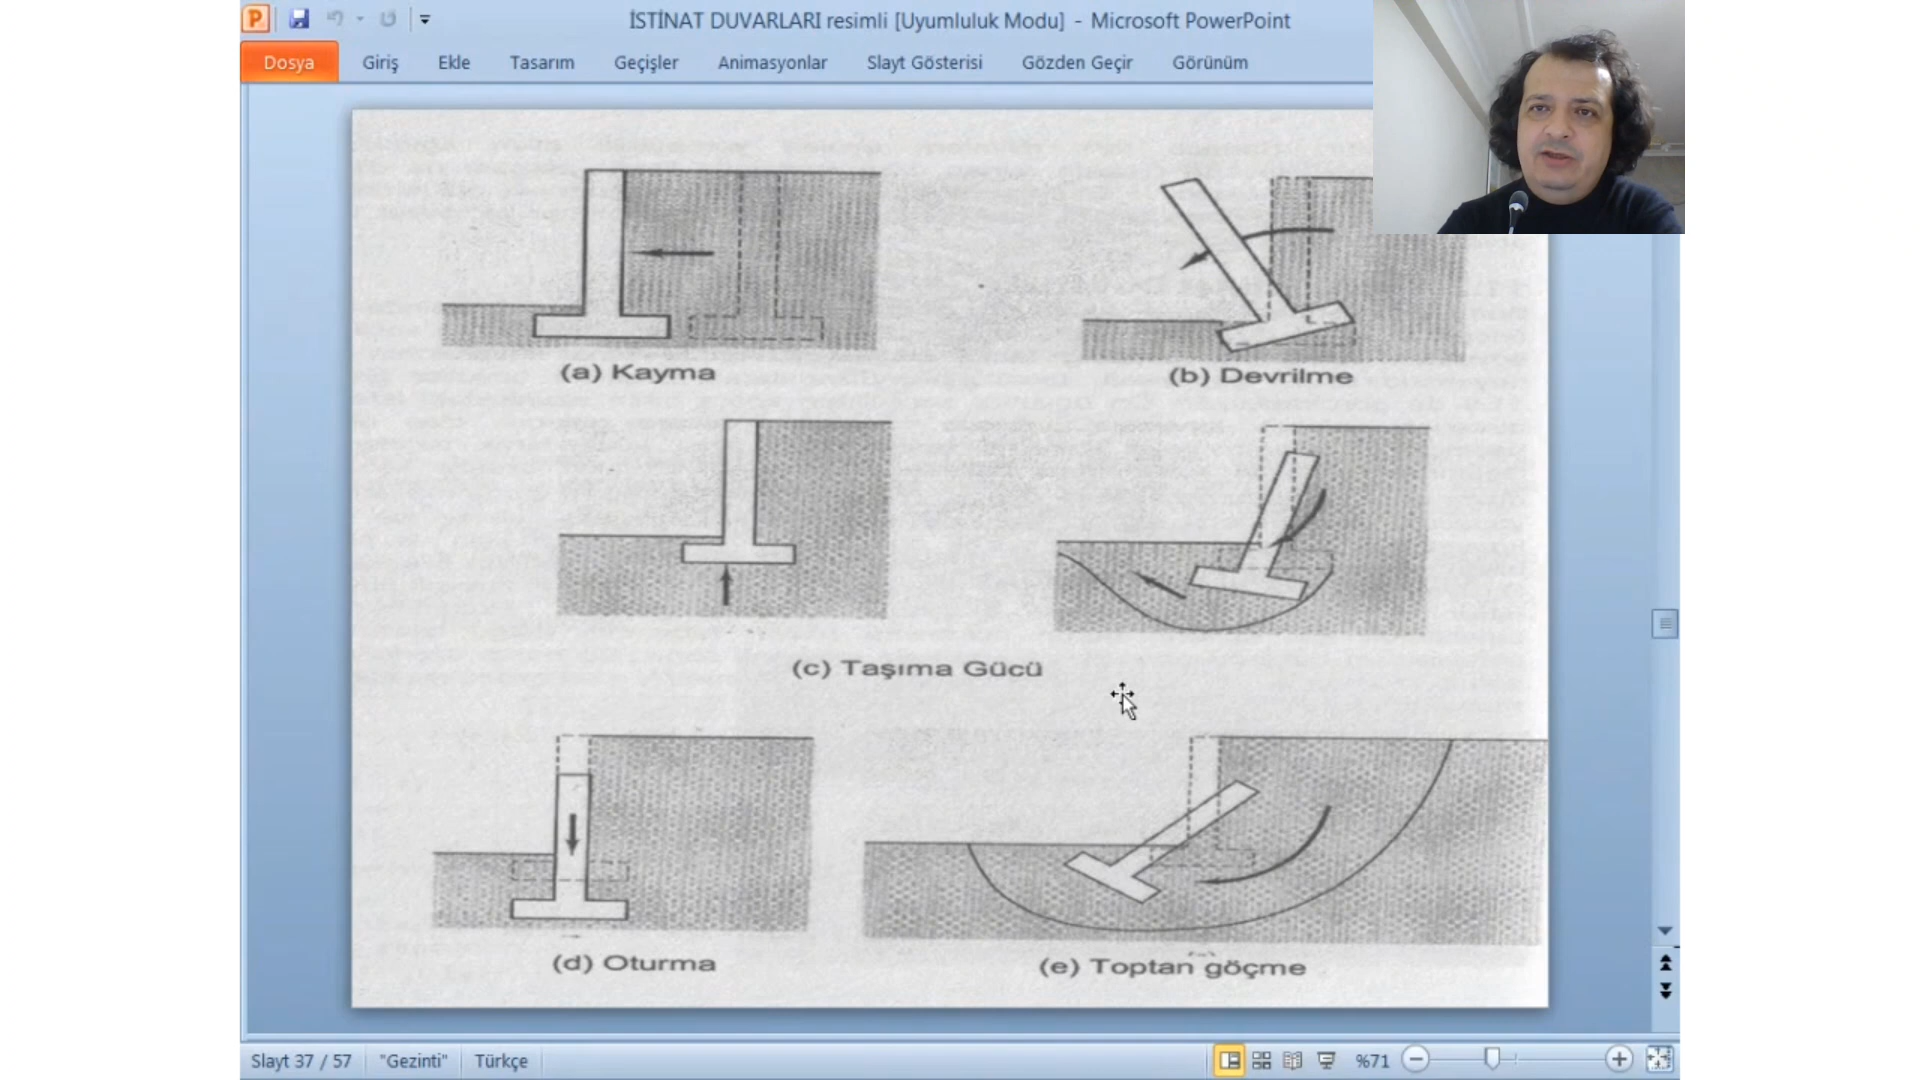 İSTİNAT DUVARLARI resimli [Uyumluluk Modu] - Microsoft PowerPoint
Dosya Giriş Ekle Tasarım Geçişler Animasyonlar Slayt Gösterisi Gözden Geçir Görünüm
(a) Kayma
(b) Devrilme
(c) Taşıma Gücü
(d) Oturma
(e) Toptan göçme
Slayt 37 / 57 "Gezinti" Türkçe %71